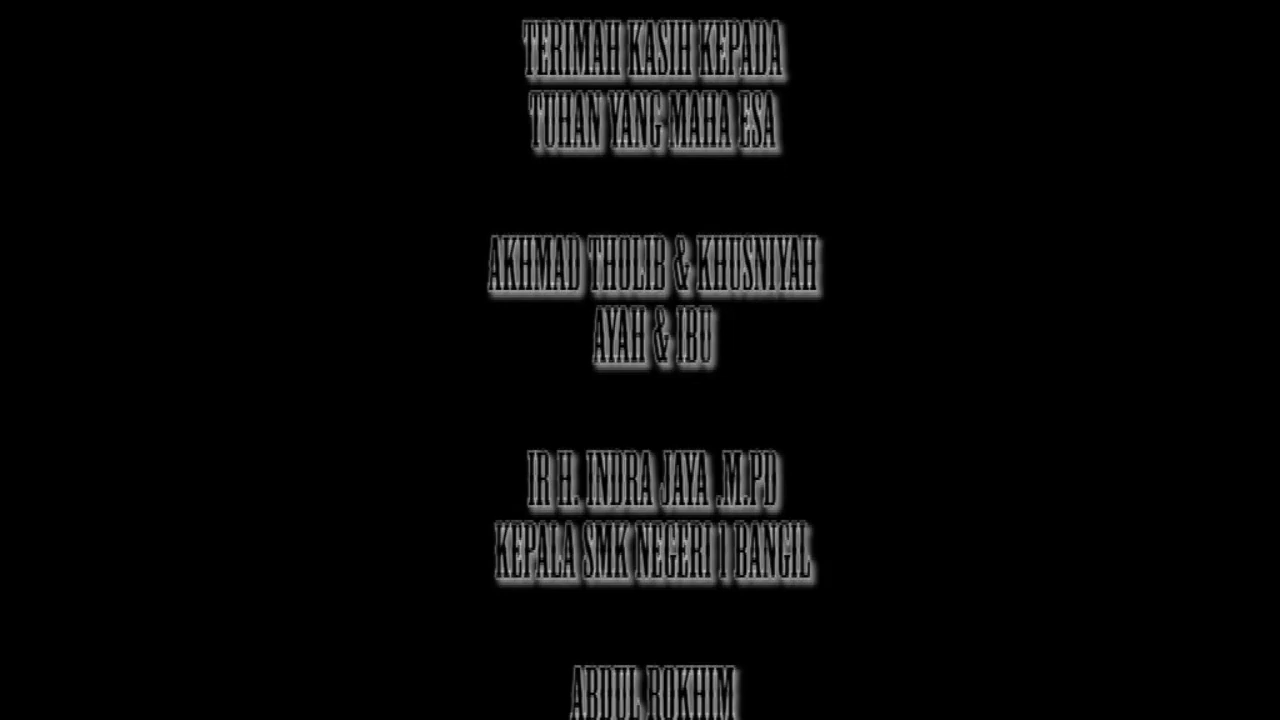 TERIMAH KASIH KEPADA
TUHAN YANG MAHA ESA
AKHMAD THOLIB & KHUSNIYAH
AYAH & IBU
IR H. INDRA JAYA .M.PD
KEPALA SMK NEGERI 1 BANGIL
ABDUL ROKHIM